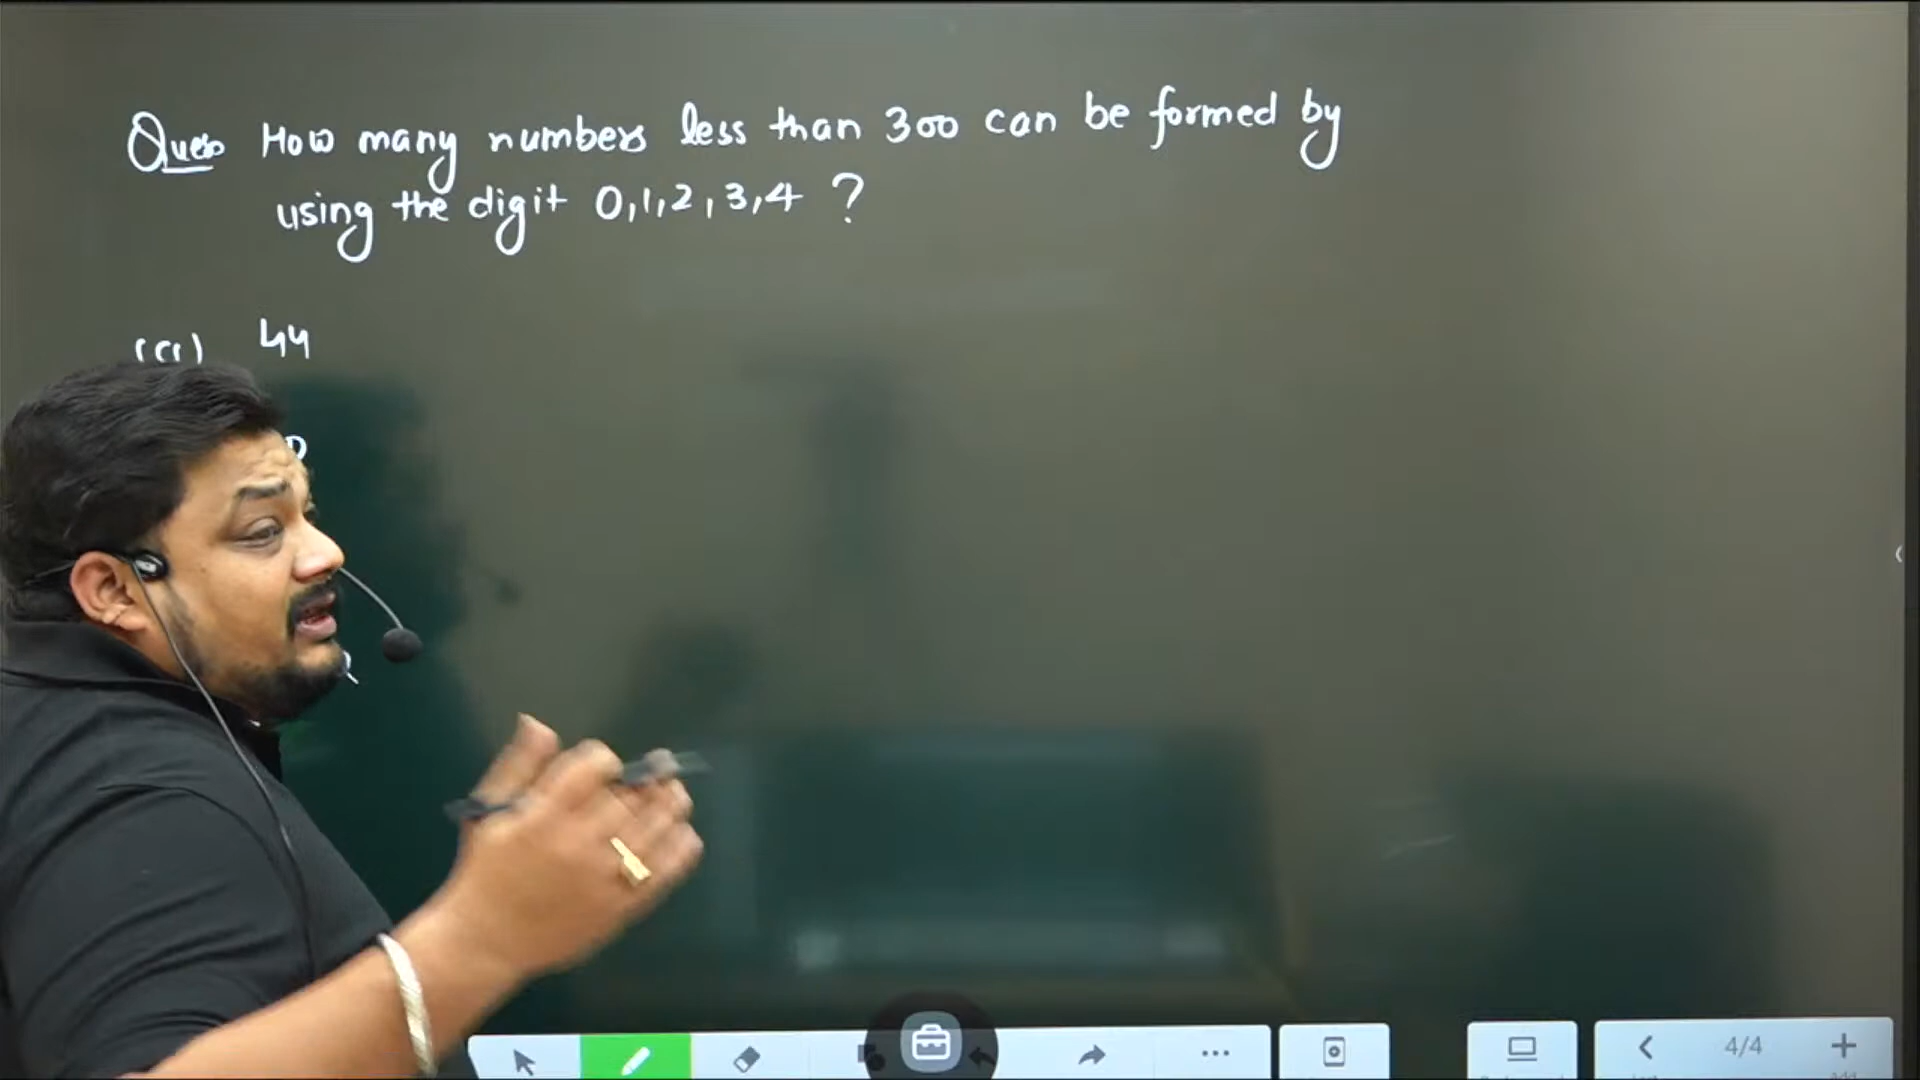 Ques How many numbers less than 300 can be formed by
using the digit 0,1,2,3,4 ?
(a) 44
4/4